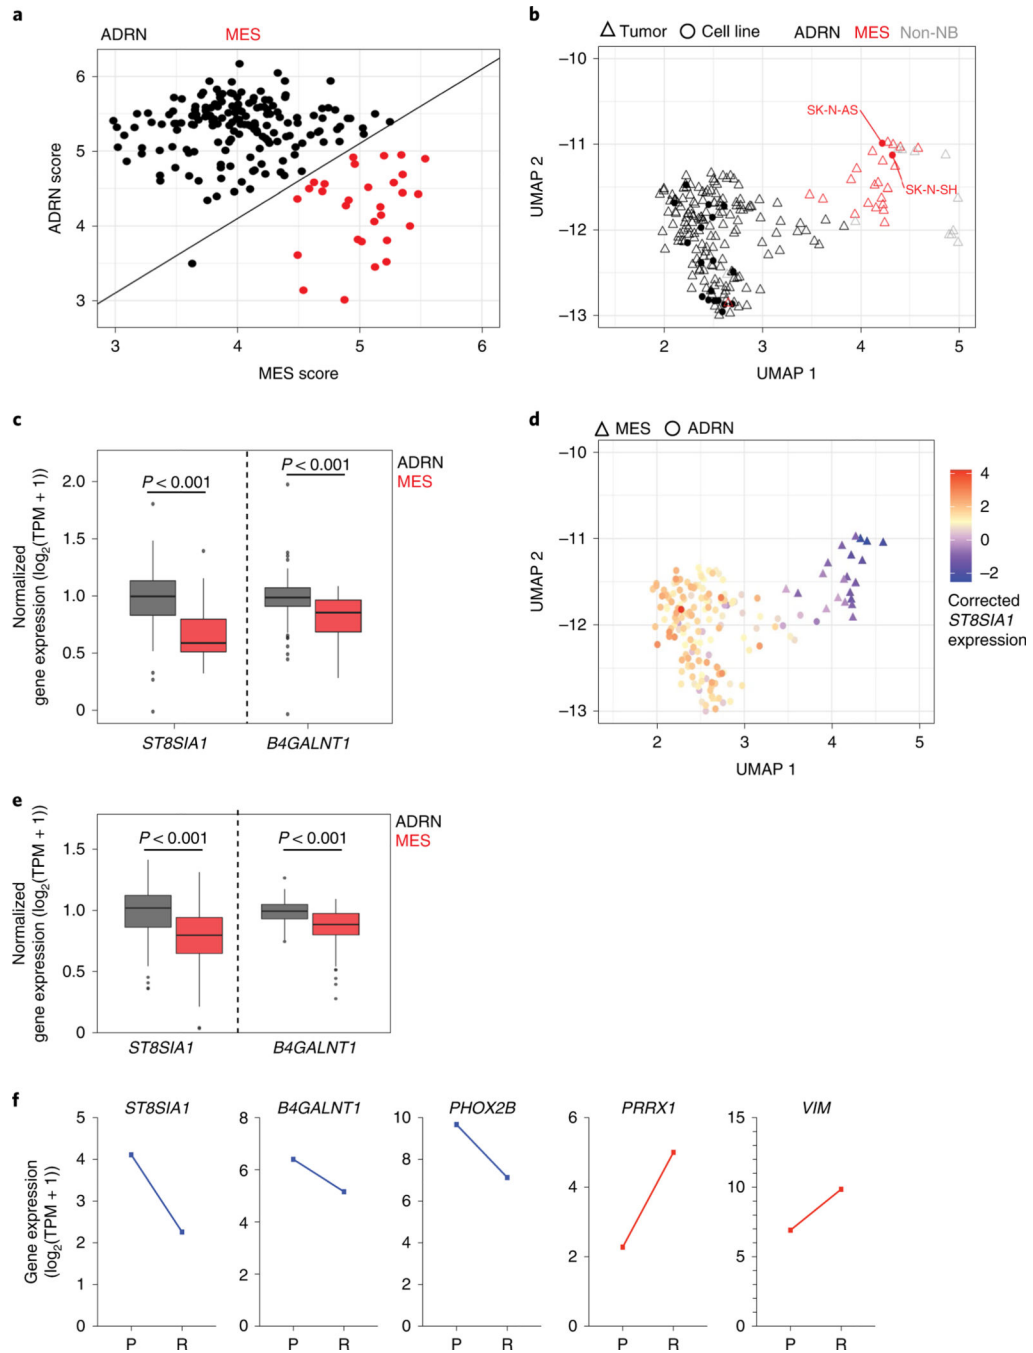 a
ADRN MES
6
5
4
3
ADRN score
3 4 5 6
MES score
b
Tumor Cell line ADRN MES Non-NB
−10
−11
−12
−13
UMAP 2
SK-N-AS
SK-N-SH
2 3 4 5
UMAP 1
c
P < 0.001
P < 0.001
ADRN
MES
2.0
1.5
1.0
0.5
0
Normalized
gene expression (log2(TPM + 1))
ST8SIA1 B4GALNT1
d
MES ADRN
−10
−11
−12
−13
UMAP 2
2 3 4 5
UMAP 1
4
2
0
−2
Corrected
ST8SIA1
expression
e
P < 0.001
P < 0.001
ADRN
MES
1.5
1.0
0.5
0
Normalized
gene expression (log2(TPM + 1))
ST8SIA1 B4GALNT1
f
ST8SIA1 B4GALNT1 PHOX2B PRRX1 VIM
Gene expression
(log2(TPM + 1))
5
4
3
2
1
0
P R
8
6
4
2
0
P R
10
8
6
4
2
0
P R
6
4
2
0
P R
15
10
5
0
P R